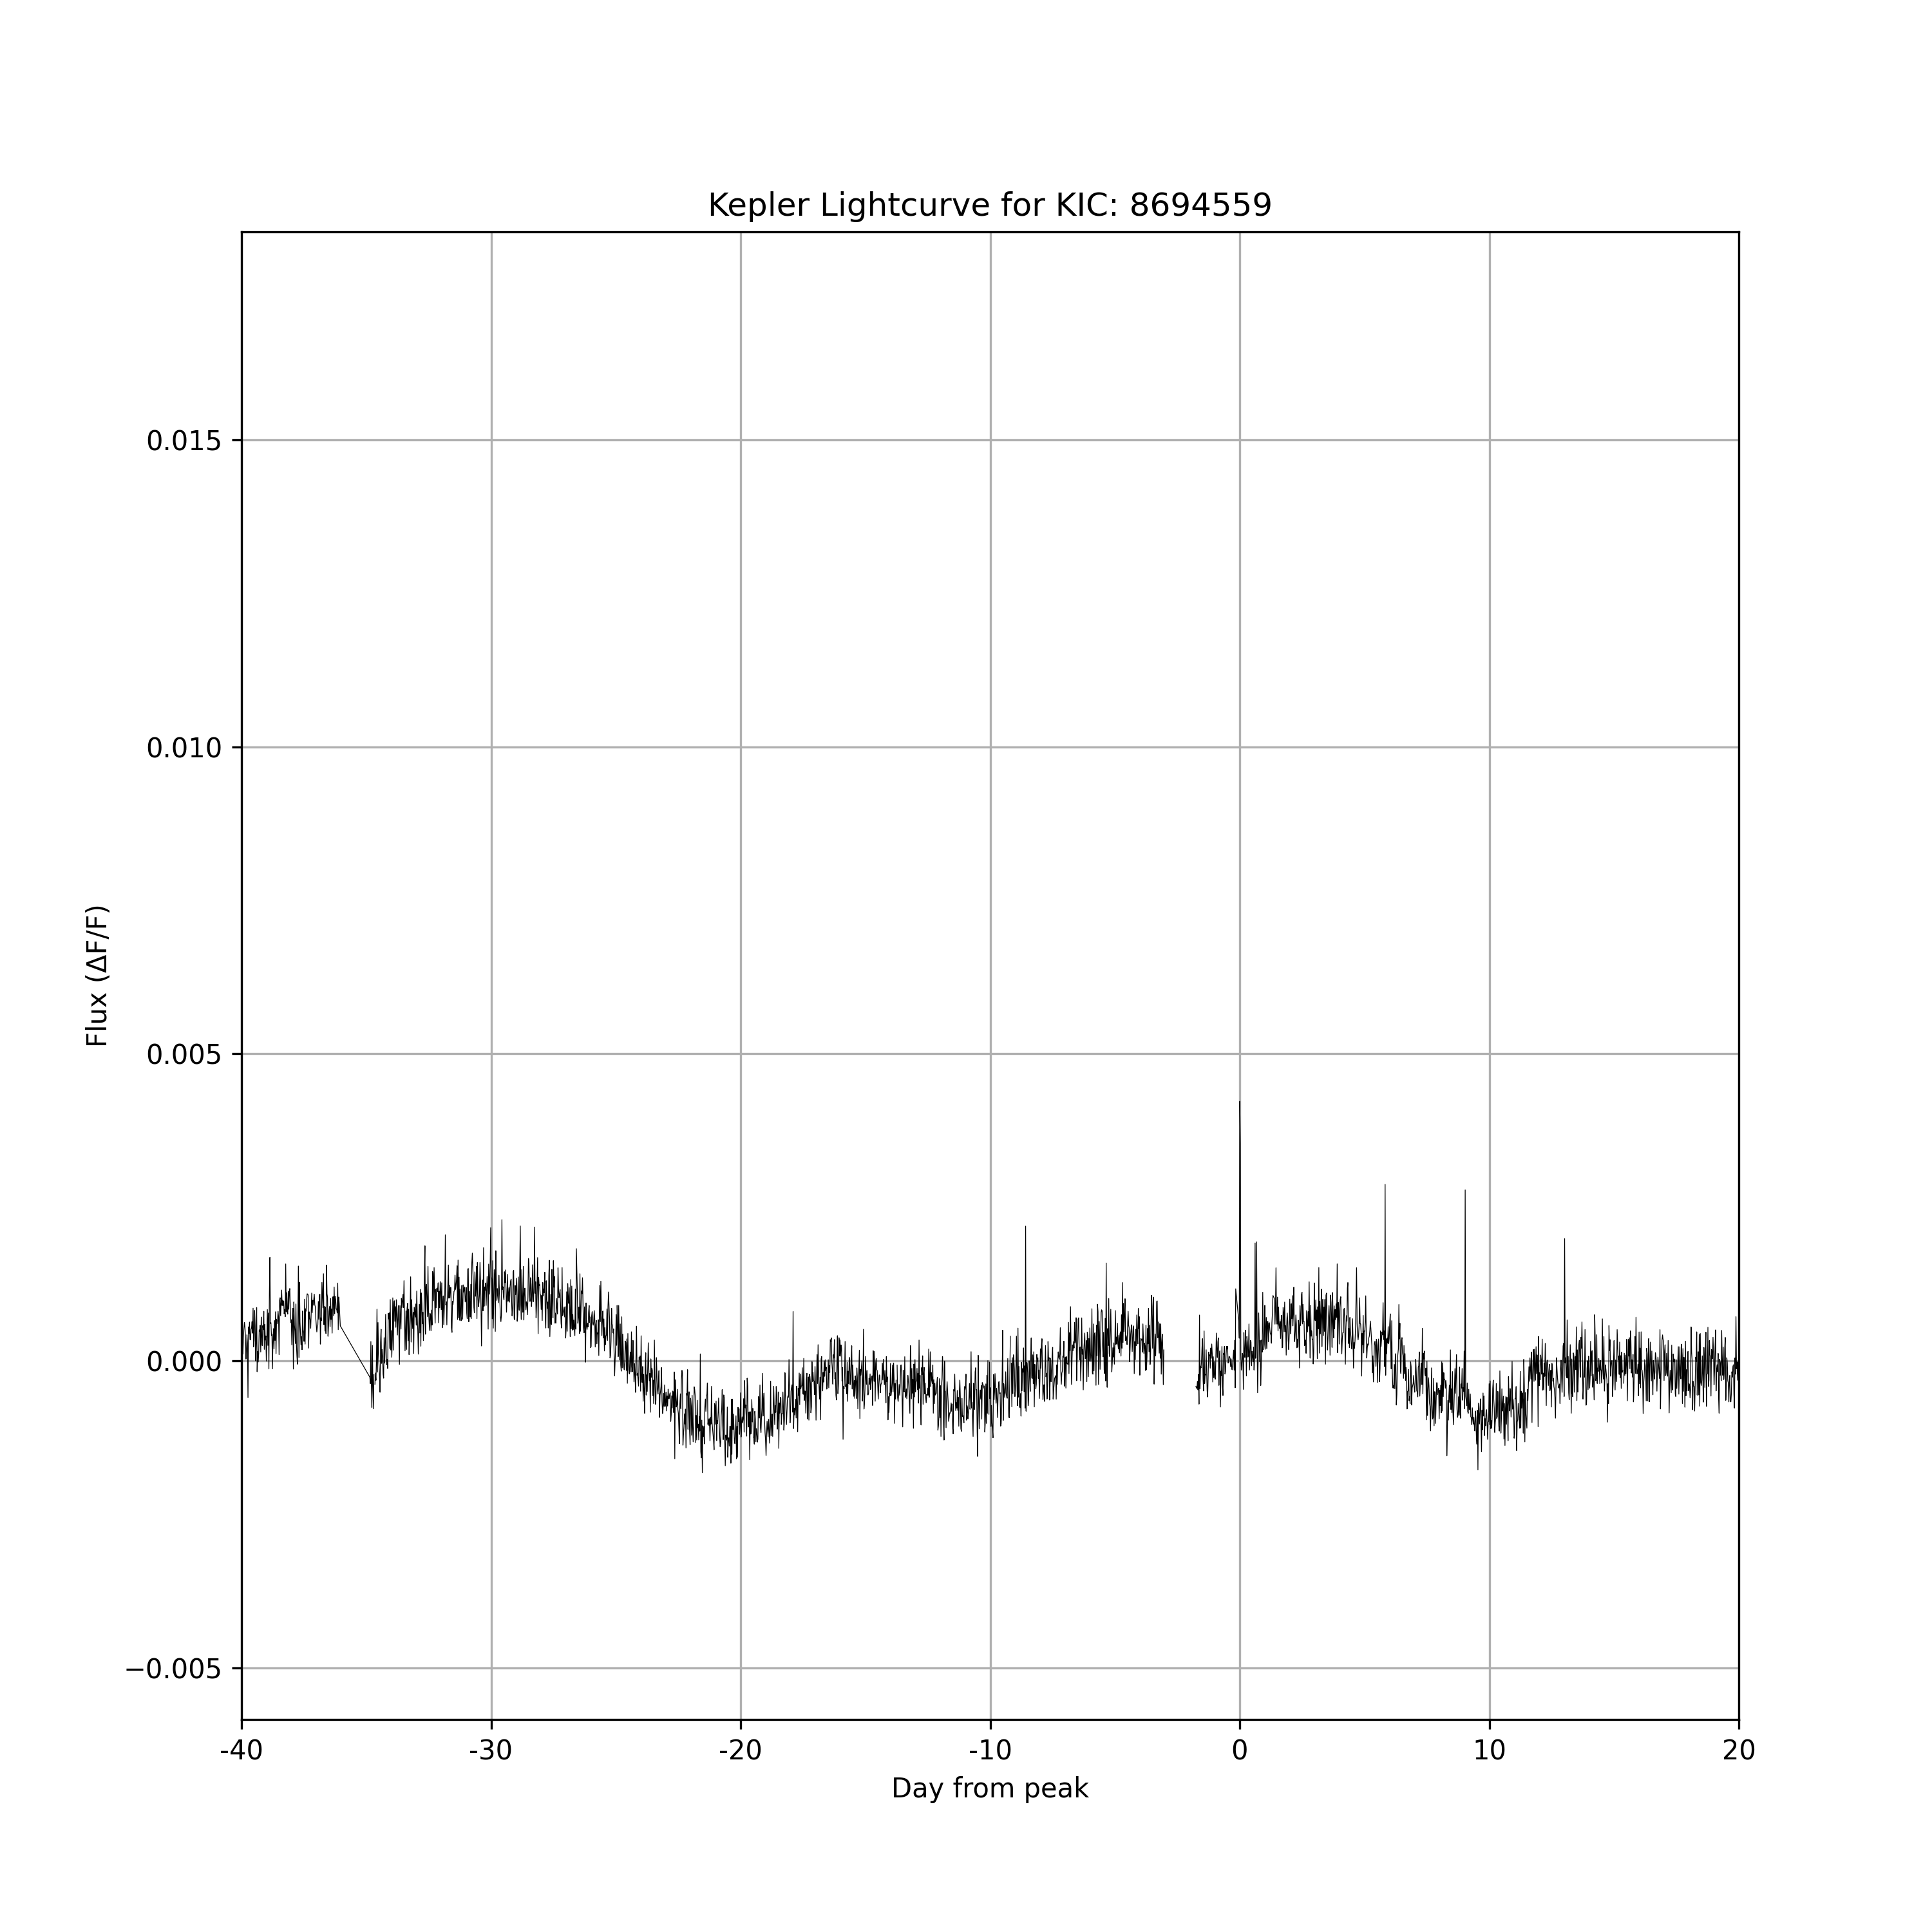 Kepler Lightcurve for KIC: 8694559
0.015
0.010
0.005
0.000
−0.005
Flux (ΔF/F)
-40 -30 -20 -10 0 10 20
Day from peak